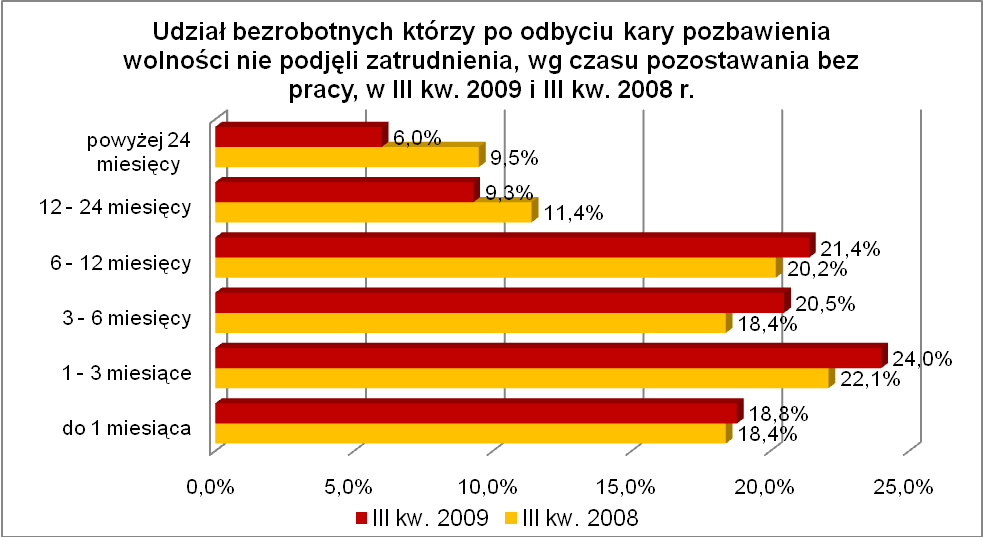 Udział bezrobotnych którzy po odbyciu kary pozbawienia
wolności nie podjęli zatrudnienia, wg czasu pozostawania bez
pracy, w III kw. 2009 i III kw. 2008 r.
powyżej 24
miesięcy
6,0%
9,5%
12 - 24 miesięcy
9,3%
11,4%
6 - 12 miesięcy
21,4%
20,2%
3 - 6 miesięcy
20,5%
18,4%
1 - 3 miesiące
24,0%
22,1%
do 1 miesiąca
18,8%
18,4%
0,0% 5,0% 10,0% 15,0% 20,0% 25,0%
III kw. 2009 III kw. 2008